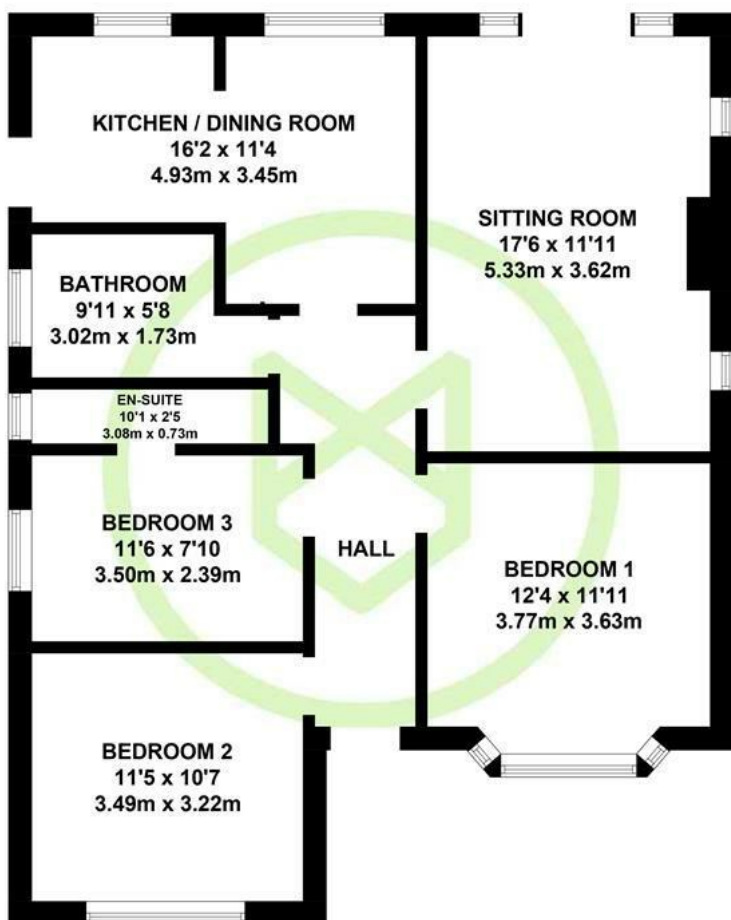 KITCHEN / DINING ROOM
16'2 x 11'4
4.93m x 3.45m
SITTING ROOM
17'6 x 11'11
5.33m x 3.62m
BATHROOM
9'11 x 5'8
3.02m x 1.73m
EN-SUITE
10'1 x 2'5
3.08m x 0.73m
BEDROOM 3
11'6 x 7'10
3.50m x 2.39m
HALL
BEDROOM 1
12'4 x 11'11
3.77m x 3.63m
BEDROOM 2
11'5 x 10'7
3.49m x 3.22m